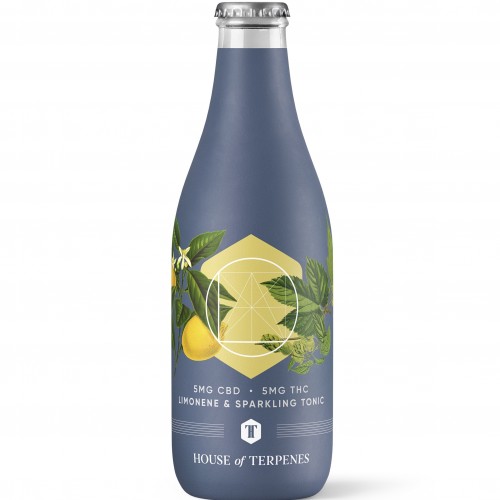 5MG CBD • 5MG THC
LIMONENE & SPARKLING TONIC
T
HOUSE of TERPENES